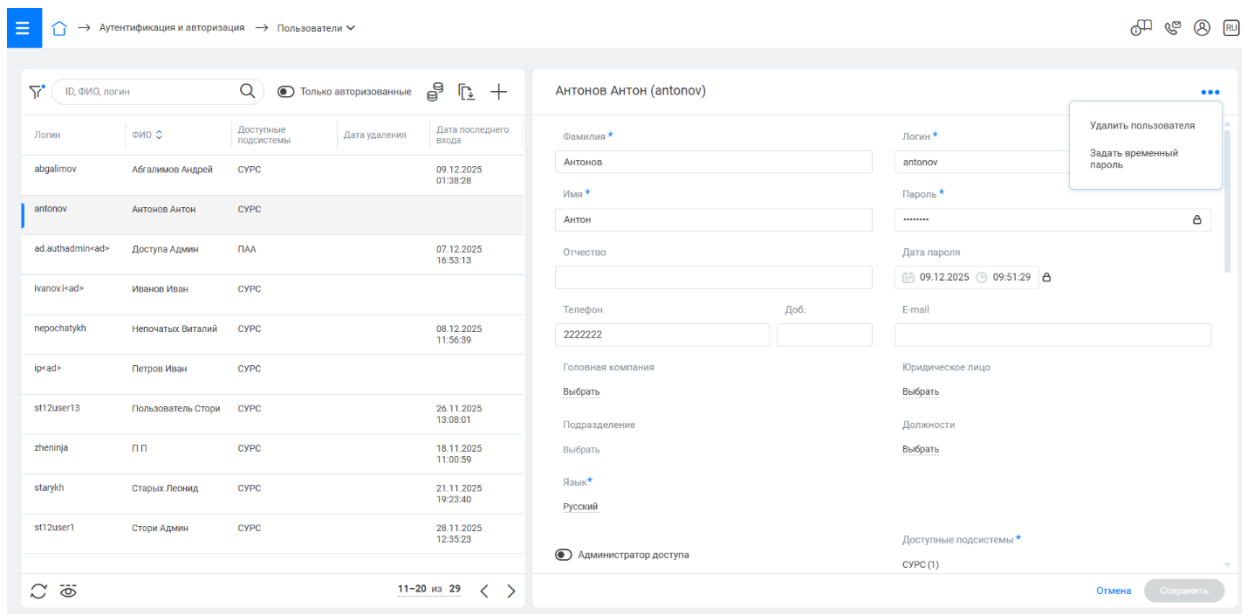 Аутентификация и авторизация
Пользователи
RU
ID, ФИО, логин
Только авторизованные
Логин
ФИО
Доступные
подсистемы
Дата удаления
Дата последнего
входа
abgalimov
Абгалимов Андрей
СУРС
09.12.2025
01:38:28
antonov
Антонов Антон
СУРС
ad.authadmin<ad>
Доступа Админ
ПАА
07.12.2025
16:53:13
ivanov.i<ad>
Иванов Иван
СУРС
nepochatykh
Непочатых Виталий
СУРС
08.12.2025
11:56:39
ip<ad>
Петров Иван
СУРС
st12user13
Пользователь Стори
СУРС
26.11.2025
13:08:01
zheninja
П П
СУРС
18.11.2025
11:00:59
starykh
Старых Леонид
СУРС
21.11.2025
19:23:40
st12user1
Стори Админ
СУРС
28.11.2025
12:35:23
11–20 из 29
Антонов Антон (antonov)
Удалить пользователя
Задать временный
пароль
Фамилия *
Антонов
Логин *
antonov
Имя *
Антон
Пароль *
••••••••
Отчество
Дата пароля
09.12.2025 09:51:29
Телефон
Доб.
E-mail
2222222
Головная компания
Выбрать
Юридическое лицо
Выбрать
Подразделение
Выбрать
Должности
Выбрать
Язык*
Русский
Администратор доступа
Доступные подсистемы *
СУРС (1)
Отмена
Сохранить